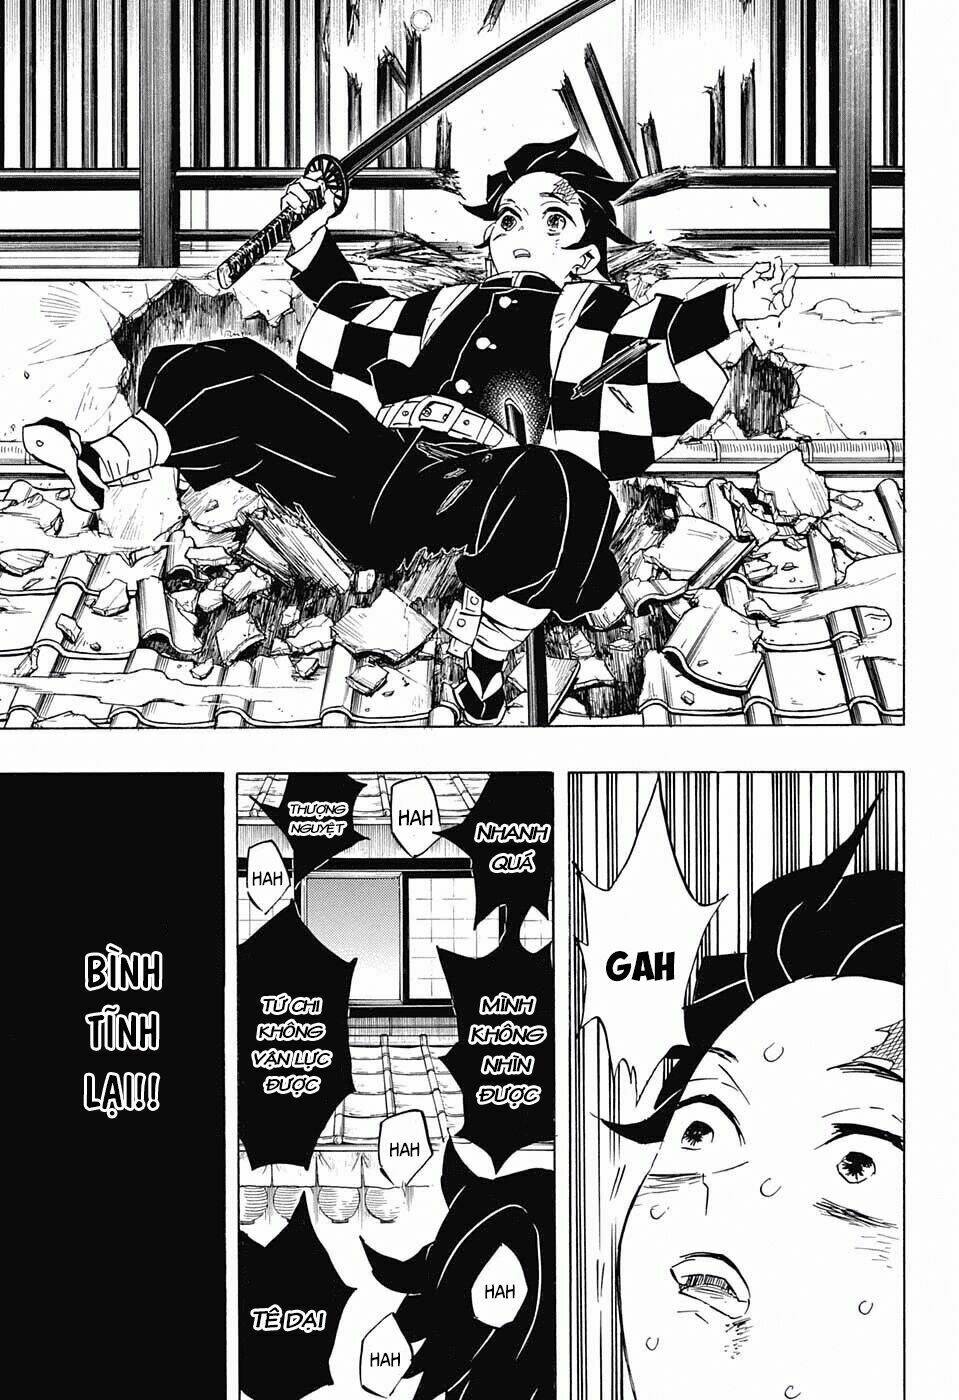 GAH
NHANH
QUÁ
MÌNH
KHÔNG
NHÌN
ĐƯỢC
HAH
THƯỢNG
NGUYỆT
HAH
TỨ CHI
KHÔNG
VẬN LỰC
ĐƯỢC
HAH
HAH
TÊ DẠI
HAH
BÌNH
TĨNH
LẠI!!